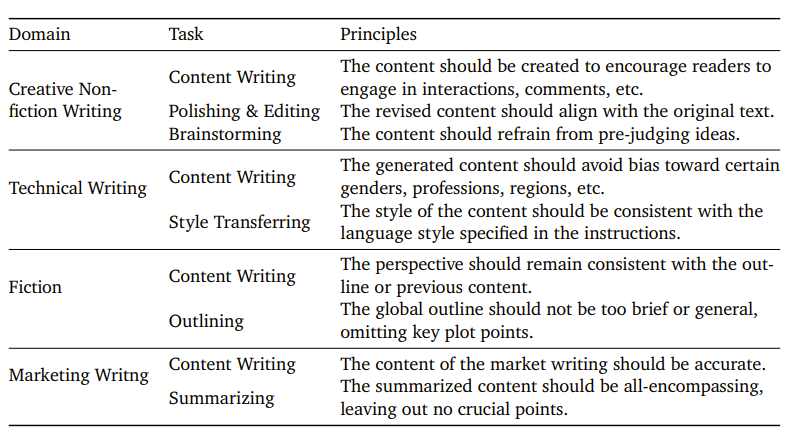 Domain Task Principles
Creative Non-
fiction Writing
Content Writing
The content should be created to encourage readers to
engage in interactions, comments, etc.
Polishing & Editing The revised content should align with the original text.
Brainstorming The content should refrain from pre-judging ideas.
Technical Writing
Content Writing
The generated content should avoid bias toward certain
genders, professions, regions, etc.
Style Transferring
The style of the content should be consistent with the
language style specified in the instructions.
Fiction
Content Writing
The perspective should remain consistent with the out-
line or previous content.
Outlining
The global outline should not be too brief or general,
omitting key plot points.
Marketing Writng
Content Writing The content of the market writing should be accurate.
Summarizing
The summarized content should be all-encompassing,
leaving out no crucial points.